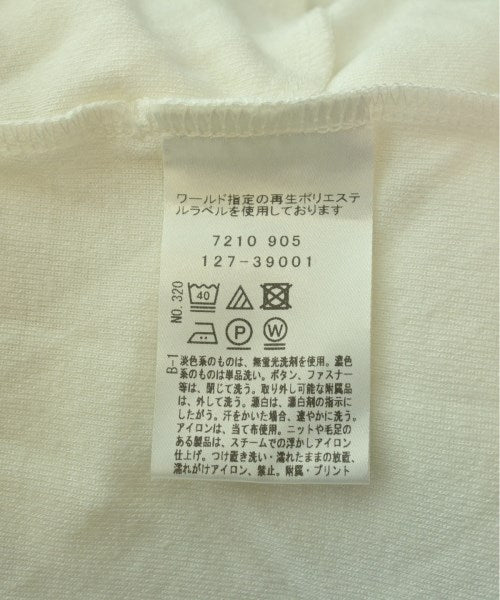 ワールド指定の再生ポリエステ
ルラベルを使用しております
7210 905
127-39001
NO.320
40
P W
B-1
淡色系のものは、無蛍光洗剤を使用。濃色
系のものは単品洗い。ボタン、ファスナー
等は、閉じて洗う。取り外し可能な附属品
は、外して洗う。漂白は、漂白剤の指示に
したがう。汗をかいた場合、速やかに洗う。
アイロンは、当て布使用。ニットや毛足の
ある製品は、スチームでの浮かしアイロン
仕上げ。つけ置き洗い・濡れたままの放置、
濡れがけアイロン、禁止。附属・プリント